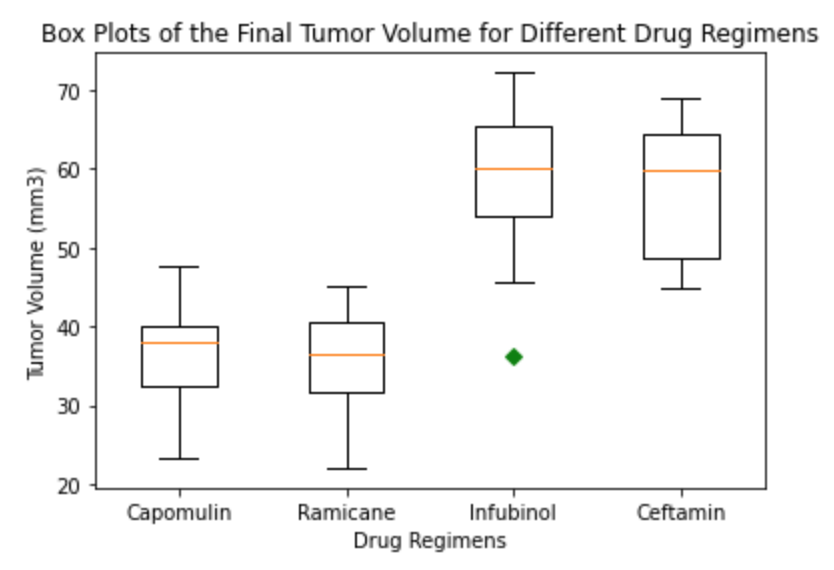 Box Plots of the Final Tumor Volume for Different Drug Regimens
Tumor Volume (mm3)
70
60
50
40
30
20
Capomulin Ramicane Infubinol Ceftamin
Drug Regimens